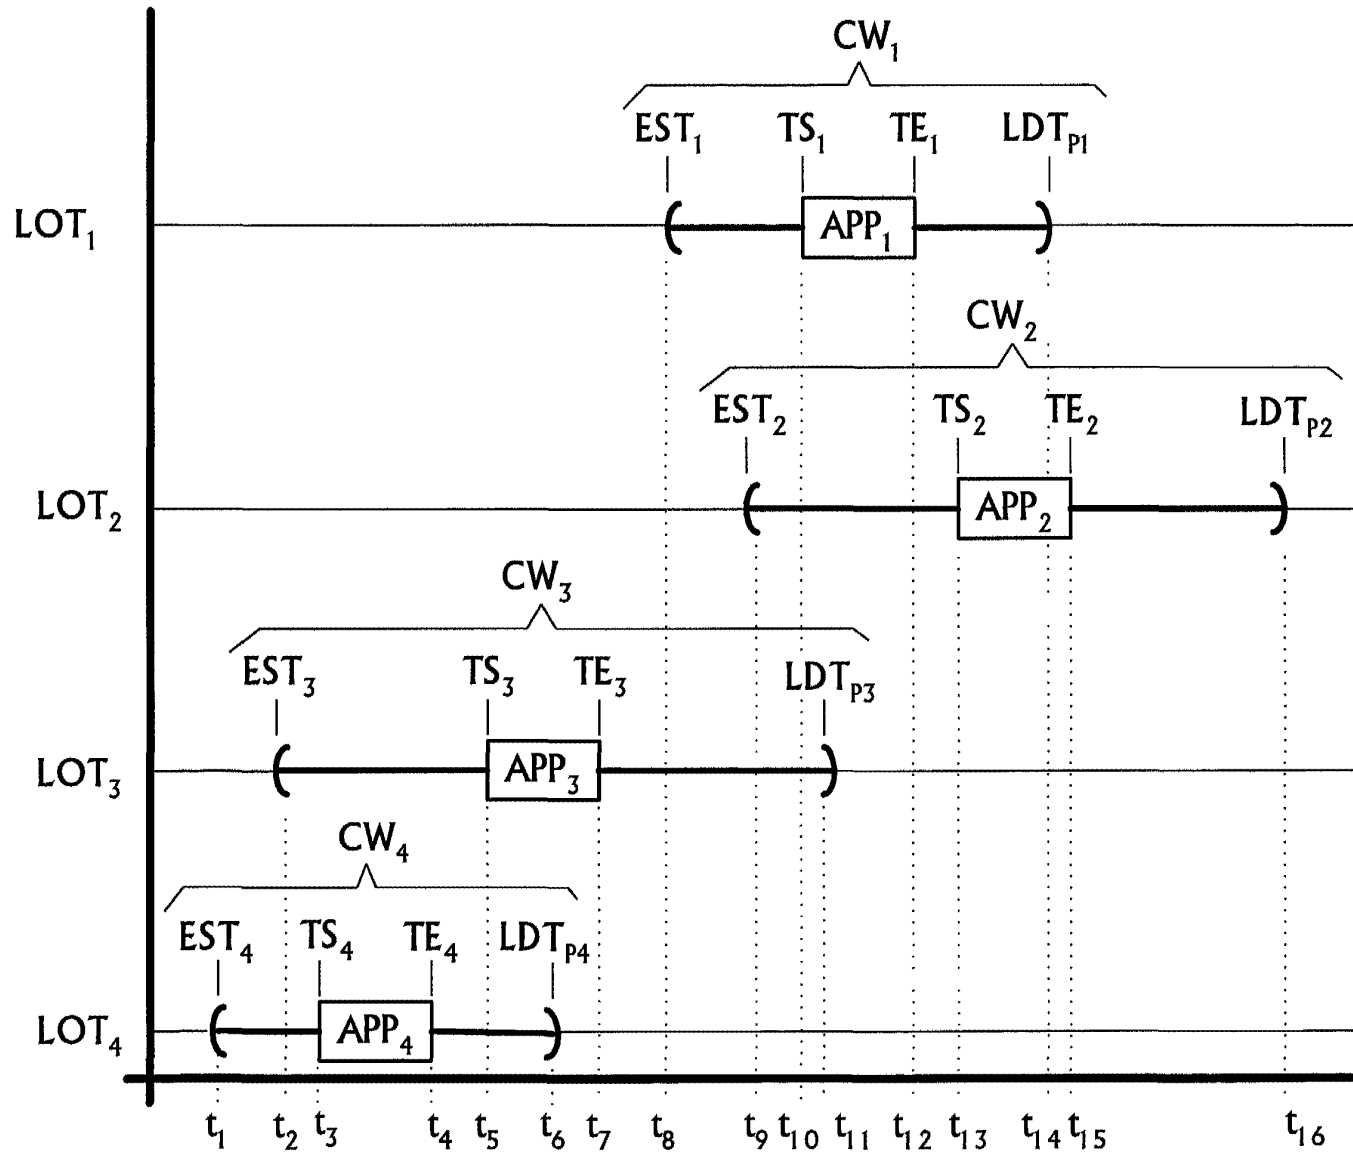 CW₁
EST₁ TS₁ TE₁ LDTₚ₁
LOT₁ APP₁
CW₂
EST₂ TS₂ TE₂ LDTₚ₂
LOT₂ APP₂
CW₃
EST₃ TS₃ TE₃ LDTₚ₃
LOT₃ APP₃
CW₄
EST₄ TS₄ TE₄ LDTₚ₄
LOT₄ APP₄
t₁ t₂ t₃ t₄ t₅ t₆ t₇ t₈ t₉ t₁₀ t₁₁ t₁₂ t₁₃ t₁₄ t₁₅ t₁₆